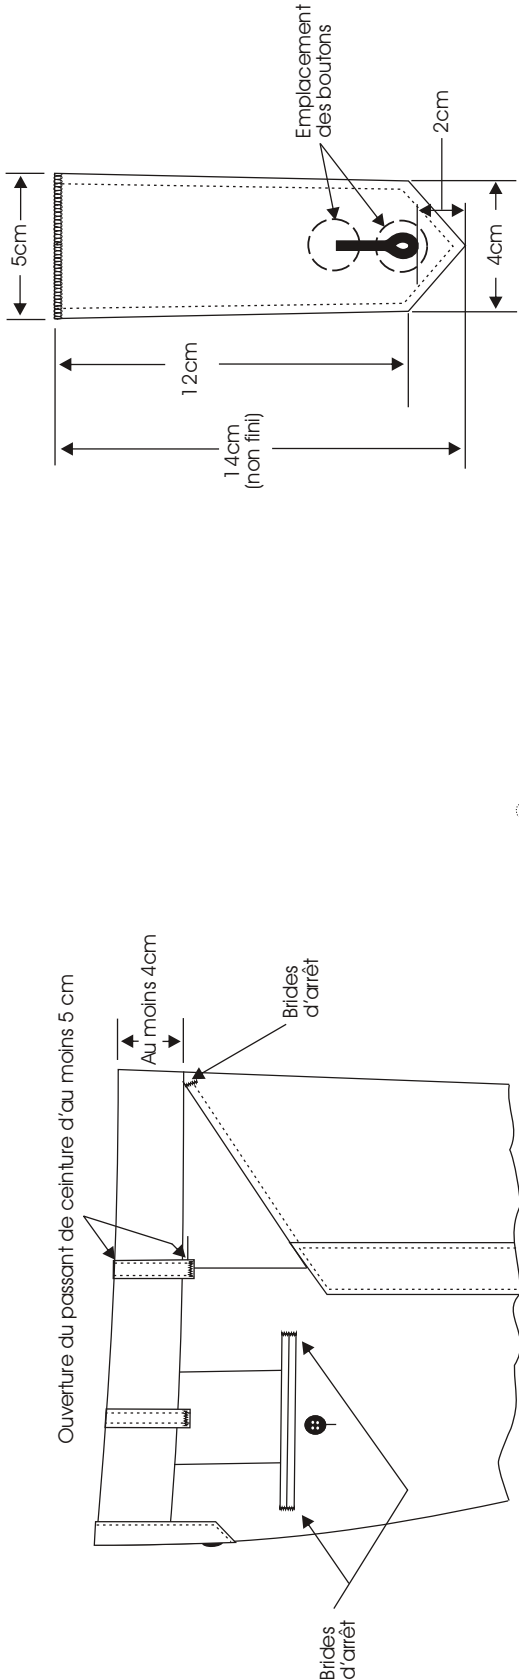 Ouverture du passant de ceinture d'au moins 5 cm
Au moins 4cm
Brides
d'arrêt
Brides
d'arrêt
5cm
12cm
14cm
(non fini)
Emplacement
des boutons
2cm
4cm